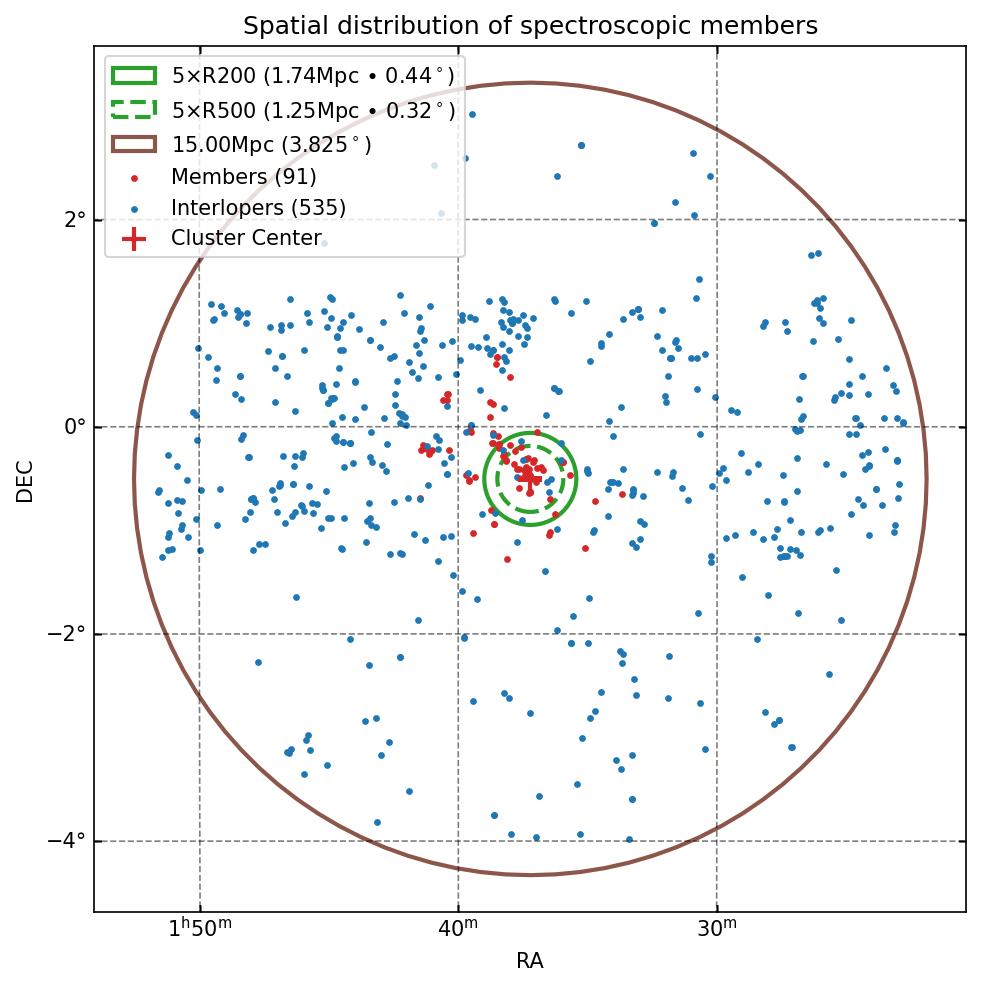 Spatial distribution of spectroscopic members
5×R200 (1.74Mpc • 0.44°)
5×R500 (1.25Mpc • 0.32°)
15.00Mpc (3.825°)
Members (91)
Interlopers (535)
Cluster Center
2°
0°
−2°
−4°
DEC
1ʰ50ᵐ 40ᵐ 30ᵐ
RA